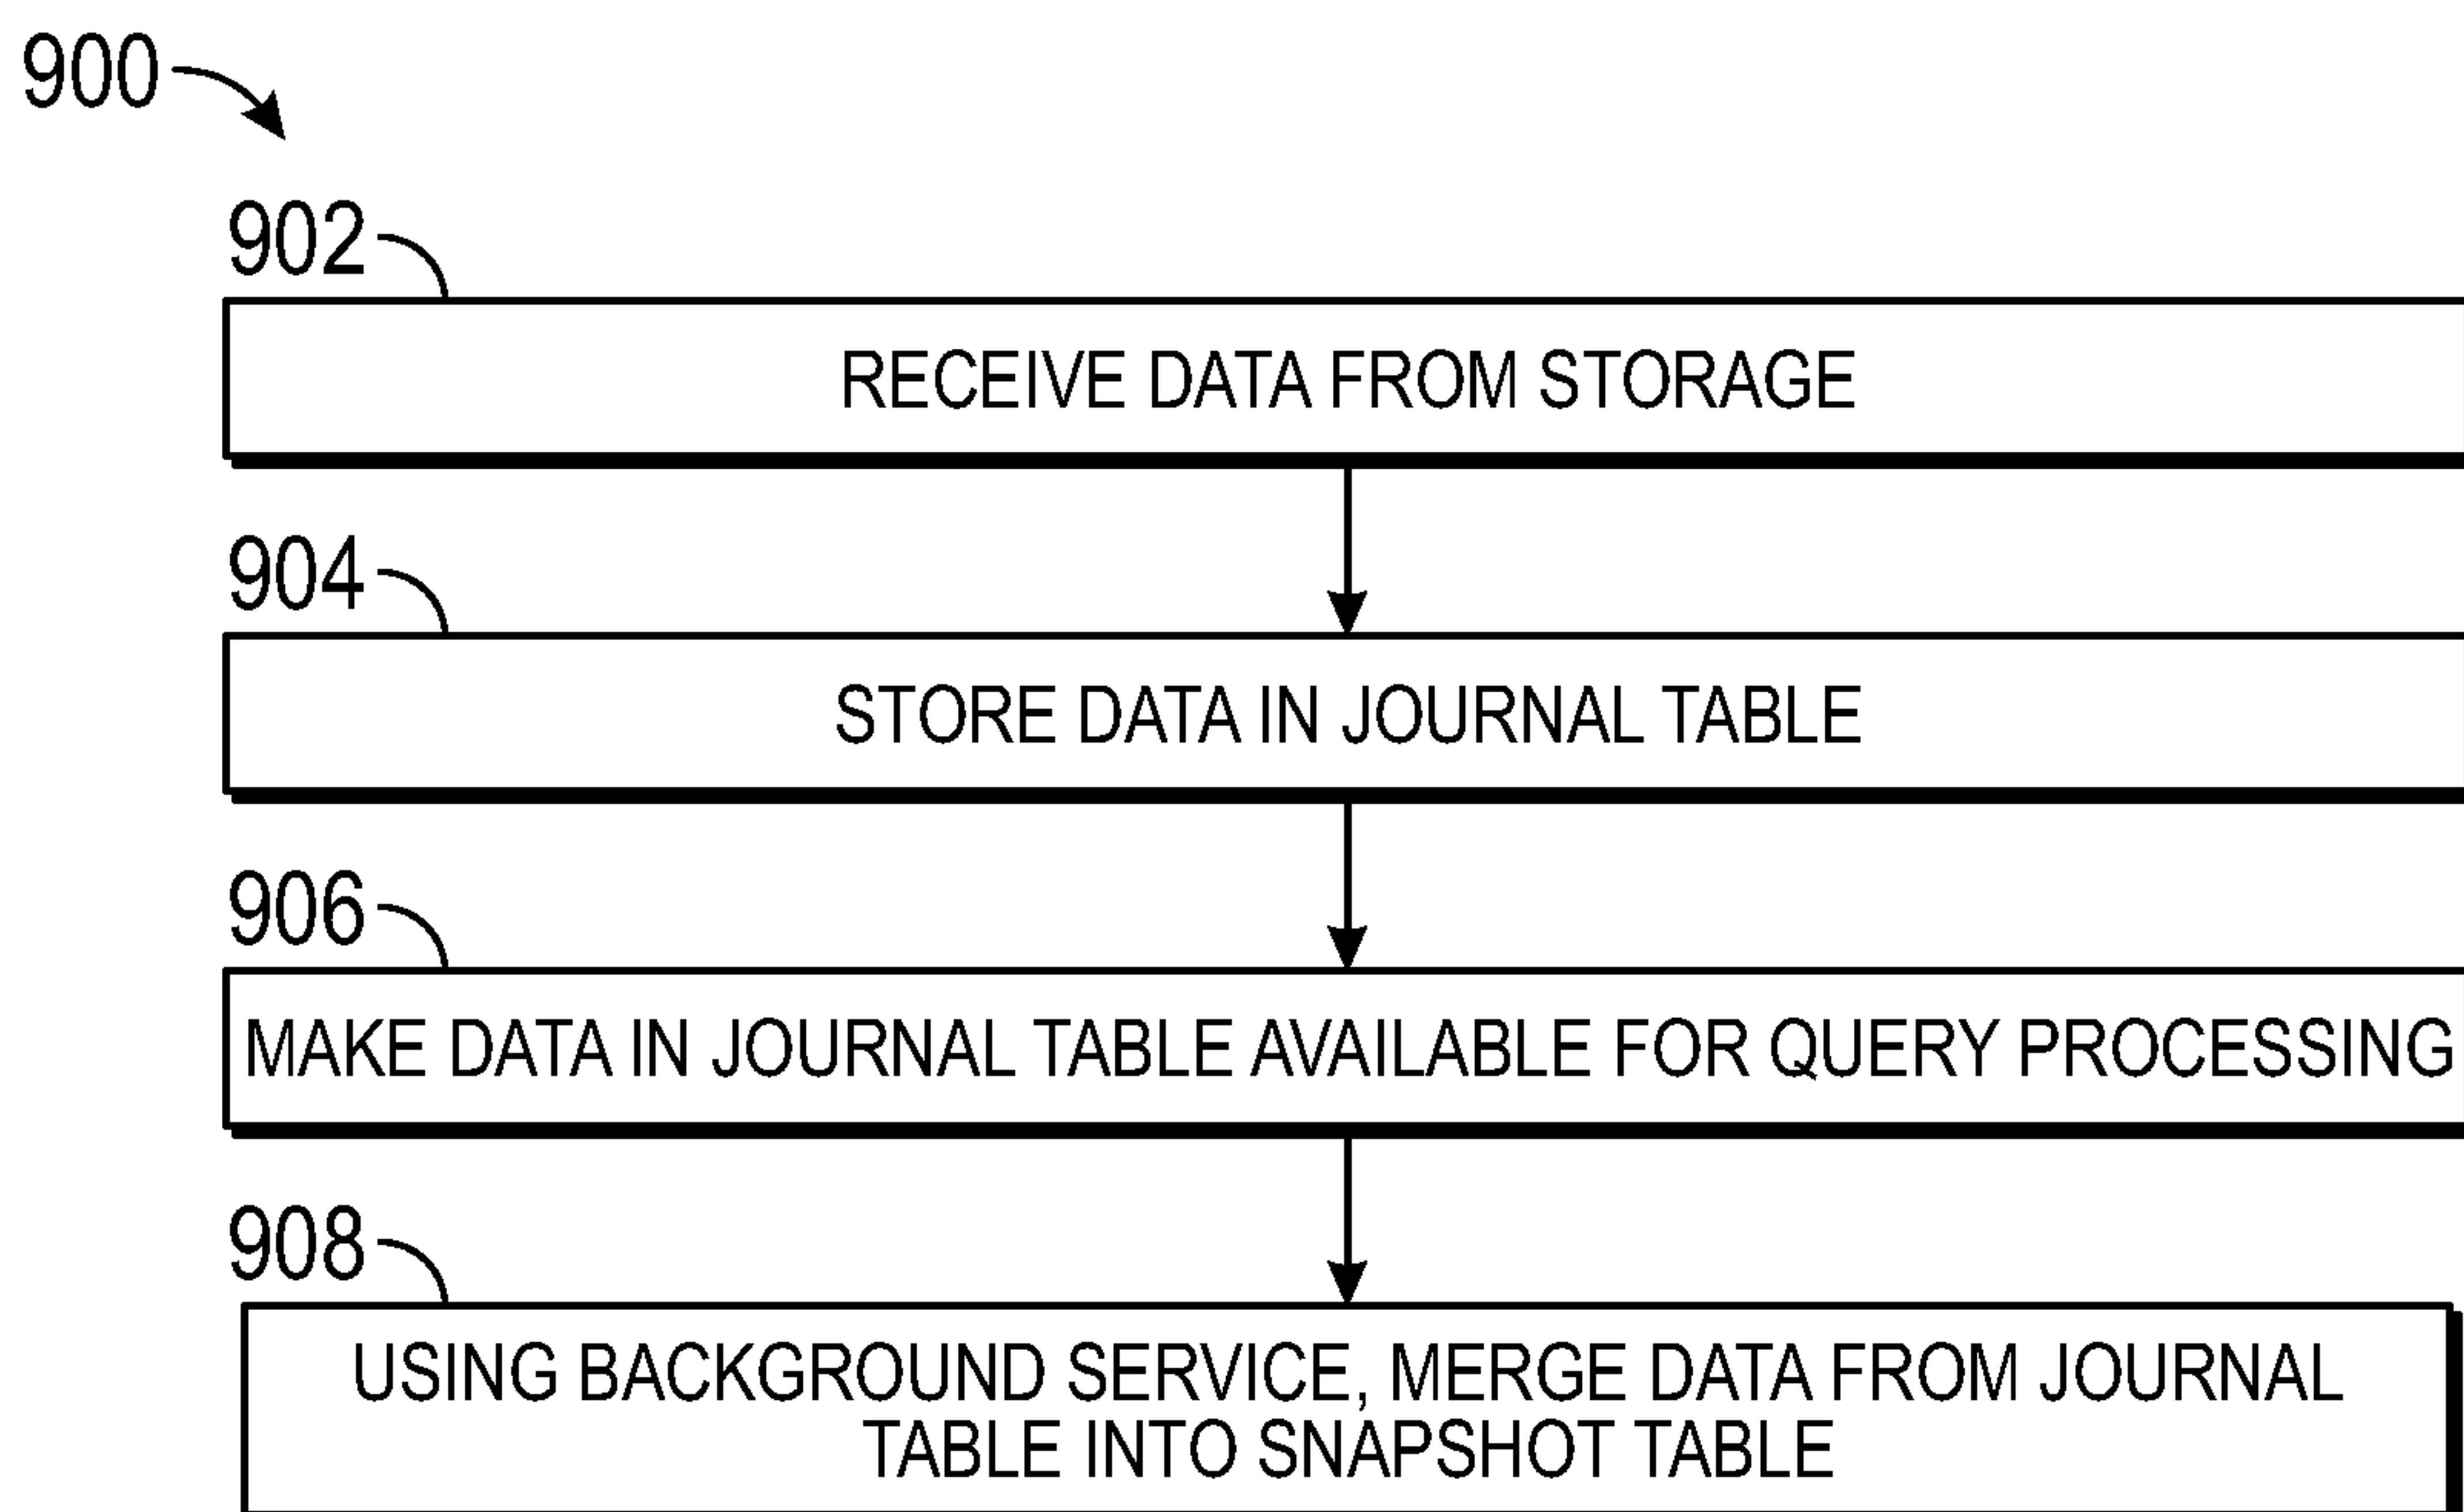 900
902
RECEIVE DATA FROM STORAGE
904
STORE DATA IN JOURNAL TABLE
906
MAKE DATA IN JOURNAL TABLE AVAILABLE FOR QUERY PROCESSING
908
USING BACKGROUND SERVICE, MERGE DATA FROM JOURNAL
TABLE INTO SNAPSHOT TABLE